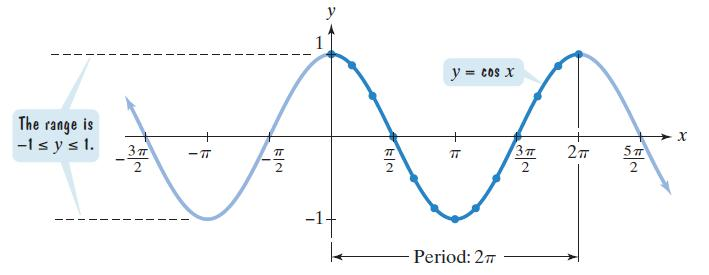 y
1
y = cos x
The range is
−1 ≤ y ≤ 1.
−3π/2
−π
−π/2
π/2
π
3π/2
2π
5π/2
x
−1
Period: 2π